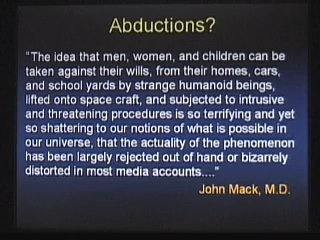 Abductions?
"The idea that men, women, and children can be
taken against their wills, from their homes, cars,
and school yards by strange humanoid beings,
lifted onto space craft, and subjected to intrusive
and threatening procedures is so terrifying and yet
so shattering to our notions of what is possible in
our universe, that the actuality of the phenomenon
has been largely rejected out of hand or bizarrely
distorted in most media accounts...."
John Mack, M.D.